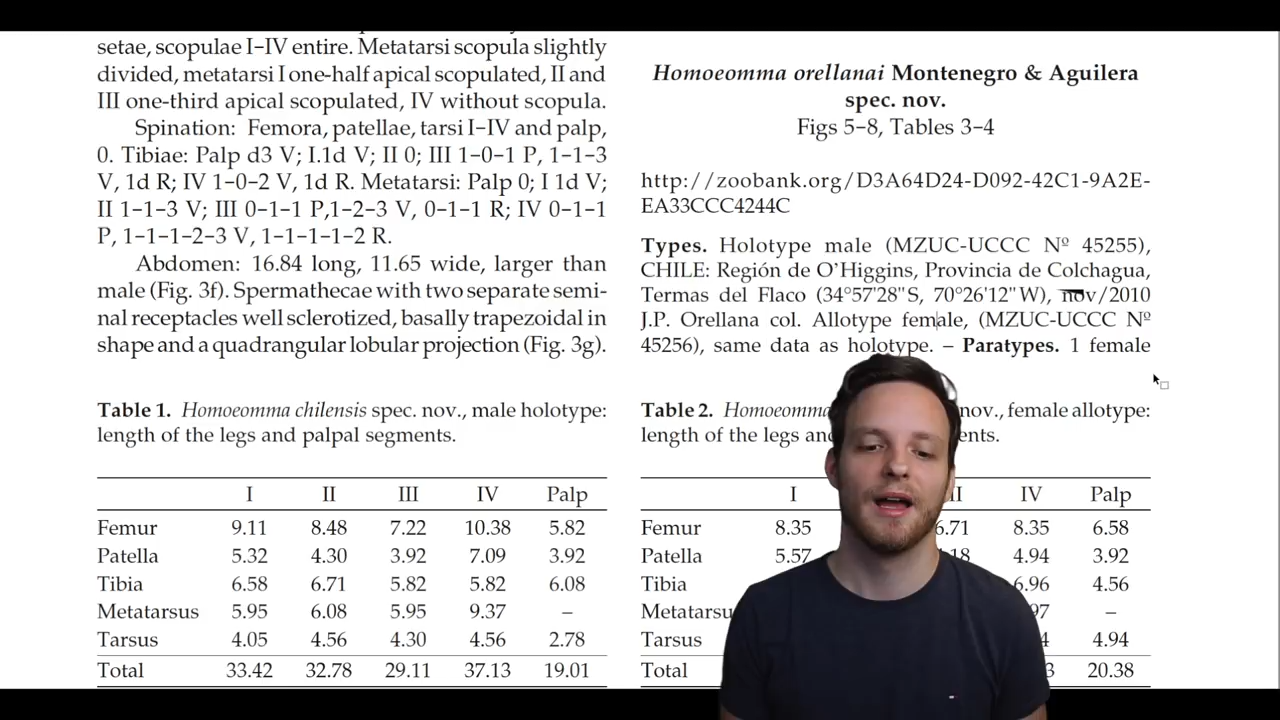 setae, scopulae I–IV entire. Metatarsi scopula slightly
divided, metatarsi I one-half apical scopulated, II and
III one-third apical scopulated, IV without scopula.
Spination: Femora, patellae, tarsi I–IV and palp,
0. Tibiae: Palp d3 V; I.1d V; II 0; III 1-0-1 P, 1-1-3
V, 1d R; IV 1-0-2 V, 1d R. Metatarsi: Palp 0; I 1d V;
II 1-1-3 V; III 0-1-1 P,1-2-3 V, 0-1-1 R; IV 0-1-1
P, 1-1-1-2-3 V, 1-1-1-1-2 R.
Abdomen: 16.84 long, 11.65 wide, larger than
male (Fig. 3f). Spermathecae with two separate semi-
nal receptacles well sclerotized, basally trapezoidal in
shape and a quadrangular lobular projection (Fig. 3g).
Table 1. Homoeomma chilensis spec. nov., male holotype:
length of the legs and palpal segments.
I II III IV Palp
Femur 9.11 8.48 7.22 10.38 5.82
Patella 5.32 4.30 3.92 7.09 3.92
Tibia 6.58 6.71 5.82 5.82 6.08
Metatarsus 5.95 6.08 5.95 9.37 –
Tarsus 4.05 4.56 4.30 4.56 2.78
Total 33.42 32.78 29.11 37.13 19.01
Homoeomma orellanai Montenegro & Aguilera
spec. nov.
Figs 5–8, Tables 3–4
http://zoobank.org/D3A64D24-D092-42C1-9A2E-
EA33CCC4244C
Types. Holotype male (MZUC-UCCC Nº 45255),
CHILE: Región de O'Higgins, Provincia de Colchagua,
Termas del Flaco (34°57'28"S, 70°26'12"W), nov/2010
J.P. Orellana col. Allotype female, (MZUC-UCCC Nº
45256), same data as holotype. – Paratypes. 1 female
Table 2. Homoeomma nov., female allotype:
length of the legs and
I IV Palp
Femur 8.35 6.71 8.35 6.58
Patella 5.57 4.94 3.92
Tibia 6.96 4.56
–
Tarsus 4.94
Total 20.38